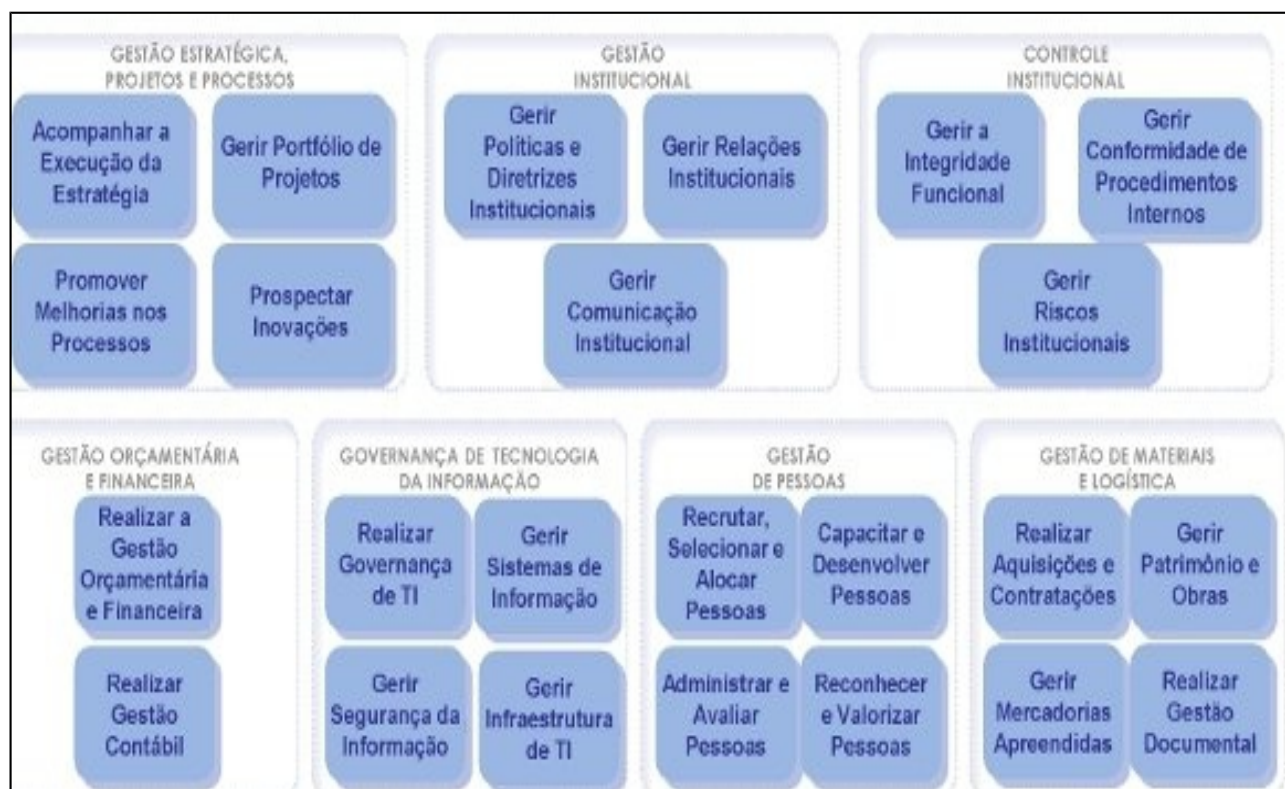 GESTÃO ESTRATÉGICA,
PROJETOS E PROCESSOS
Acompanhar a
Execução da
Estratégia
Gerir Portfólio de
Projetos
Promover
Melhorias nos
Processos
Prospectar
Inovações
GESTÃO
INSTITUCIONAL
Gerir
Políticas e
Diretrizes
Institucionais
Gerir Relações
Institucionais
Gerir
Comunicação
Institucional
CONTROLE
INSTITUCIONAL
Gerir a
Integridade
Funcional
Gerir
Conformidade de
Procedimentos
Internos
Gerir
Riscos
Institucionais
GESTÃO ORÇAMENTÁRIA
E FINANCEIRA
Realizar a
Gestão
Orçamentária
e Financeira
Realizar
Gestão
Contábil
GOVERNANÇA DE TECNOLOGIA
DA INFORMAÇÃO
Realizar
Governança
de TI
Gerir
Sistemas de
Informação
Gerir
Segurança da
Informação
Gerir
Infraestrutura
de TI
GESTÃO
DE PESSOAS
Recrutar,
Selecionar e
Alocar
Pessoas
Capacitar e
Desenvolver
Pessoas
Administrar e
Avaliar
Pessoas
Reconhecer
e Valorizar
Pessoas
GESTÃO DE MATERIAIS
E LOGÍSTICA
Realizar
Aquisições e
Contratações
Gerir
Patrimônio e
Obras
Gerir
Mercadorias
Apreendidas
Realizar
Gestão
Documental